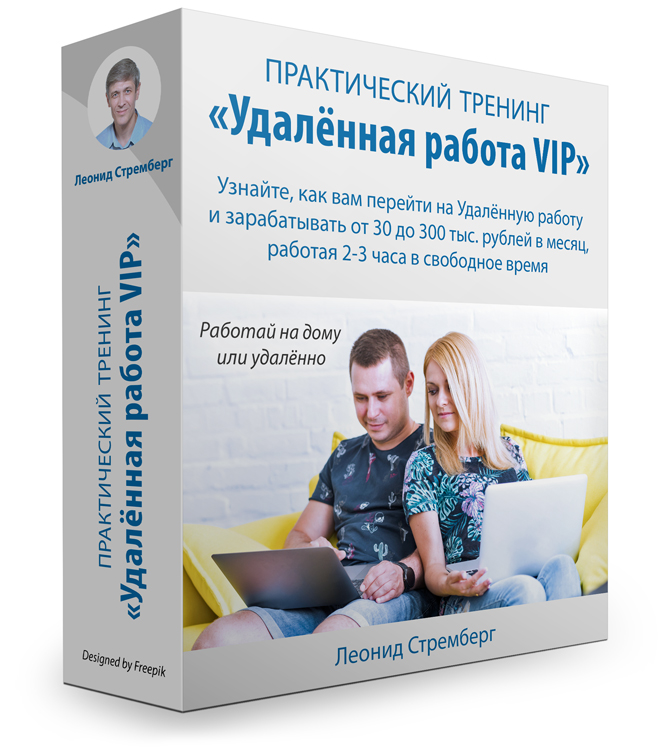 Леонид Стремберг
ПРАКТИЧЕСКИЙ ТРЕНИНГ
«Удалённая работа VIP»
Designed by Freepik
ПРАКТИЧЕСКИЙ ТРЕНИНГ
«Удалённая работа VIP»
Узнайте, как вам перейти на Удалённую работу
и зарабатывать от 30 до 300 тыс. рублей в месяц,
работая 2-3 часа в свободное время
Работай на дому
или удалённо
Леонид Стремберг